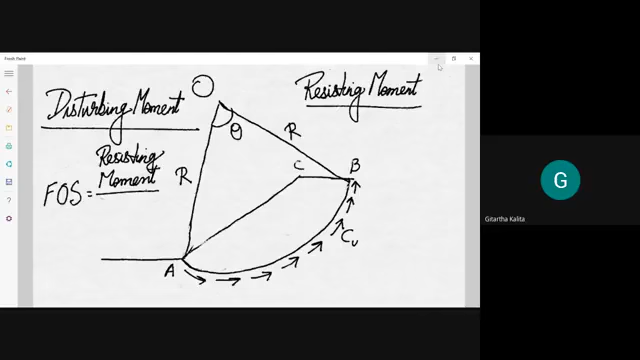 Fresh Paint
O
Resisting Moment
Disturbing Moment
θ
R
Resisting
C
B
FOS =
Moment
R
Cu
A
G
Gitartha Kalita